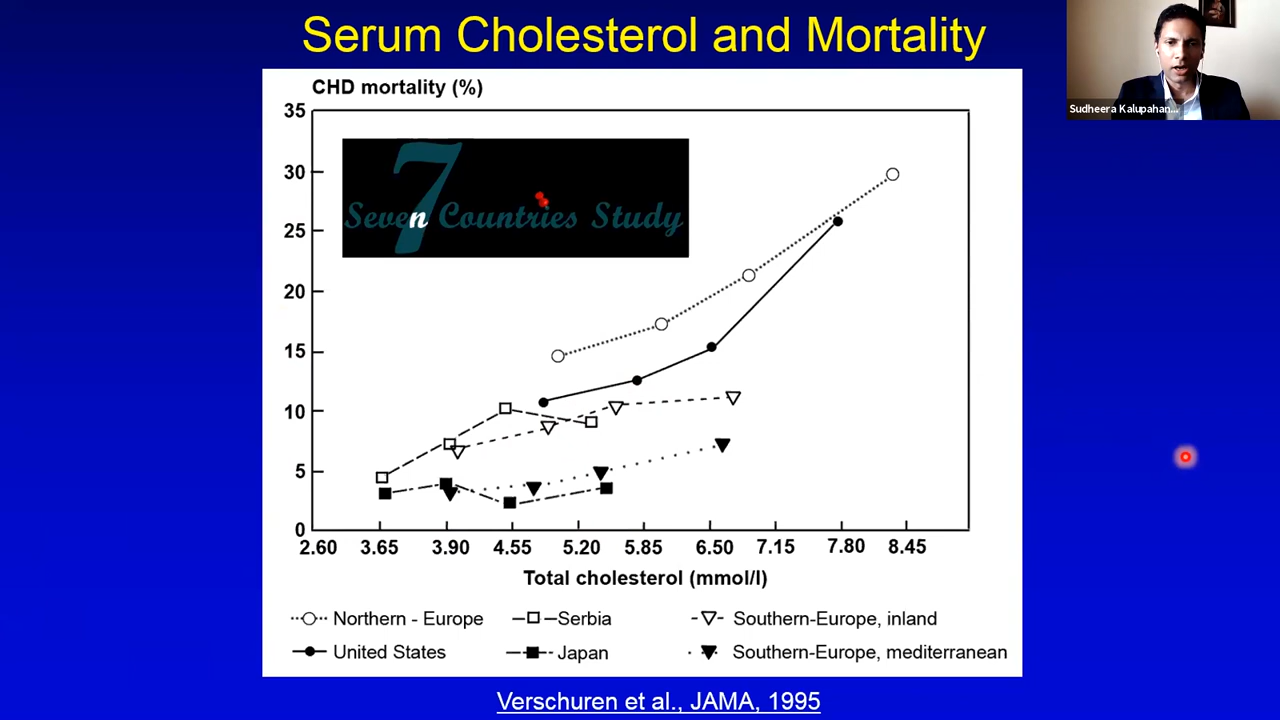 Serum Cholesterol and Mortality
Sudheera Kalupahan...
CHD mortality (%)
35
30
25
20
15
10
5
0
7
Seven Countries Study
2.60 3.65 3.90 4.55 5.20 5.85 6.50 7.15 7.80 8.45
Total cholesterol (mmol/l)
Northern - Europe Serbia Southern-Europe, inland
United States Japan Southern-Europe, mediterranean
Verschuren et al., JAMA, 1995